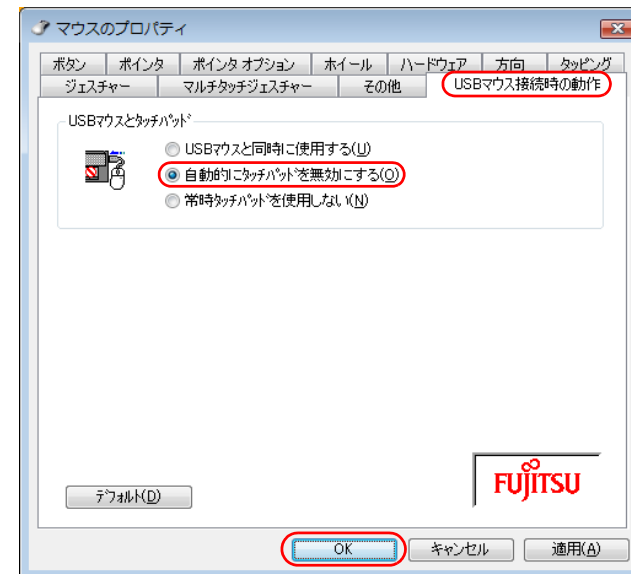 マウスのプロパティ
ボタン ポインタ ポインタ オプション ホイール ハードウェア 方向 タッピング
ジェスチャー マルチタッチジェスチャー その他 USBマウス接続時の動作
USBマウスとタッチパッド
USBマウスと同時に使用する(U)
自動的にタッチパッドを無効にする(O)
常時タッチパッドを使用しない(N)
FUJITSU
デフォルト(D)
OK キャンセル 適用(A)